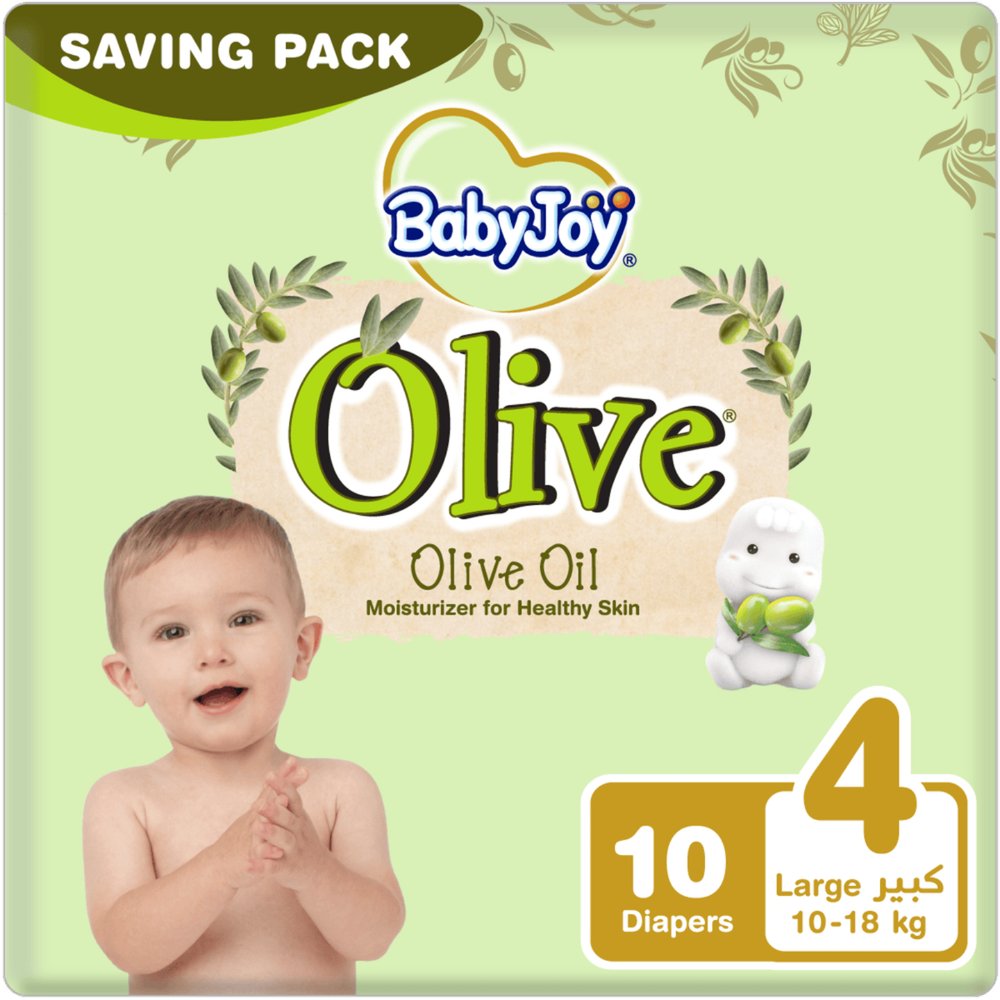 SAVING PACK
BabyJoy®
Olive®
Olive Oil
Moisturizer for Healthy Skin
4
10
Diapers
Large كبير
10-18 kg